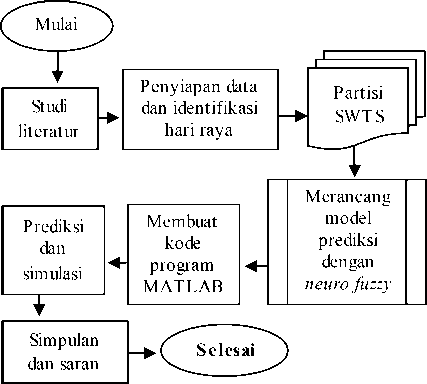 Mulai
Studi
literatur
Penyiapan data
dan identifikasi
hari raya
Partisi
SWTS
Merancang
model
prediksi
dengan
neuro fuzzy
Membuat
kode
program
MATLAB
Prediksi
dan
simulasi
Simpulan
dan saran
Selesai